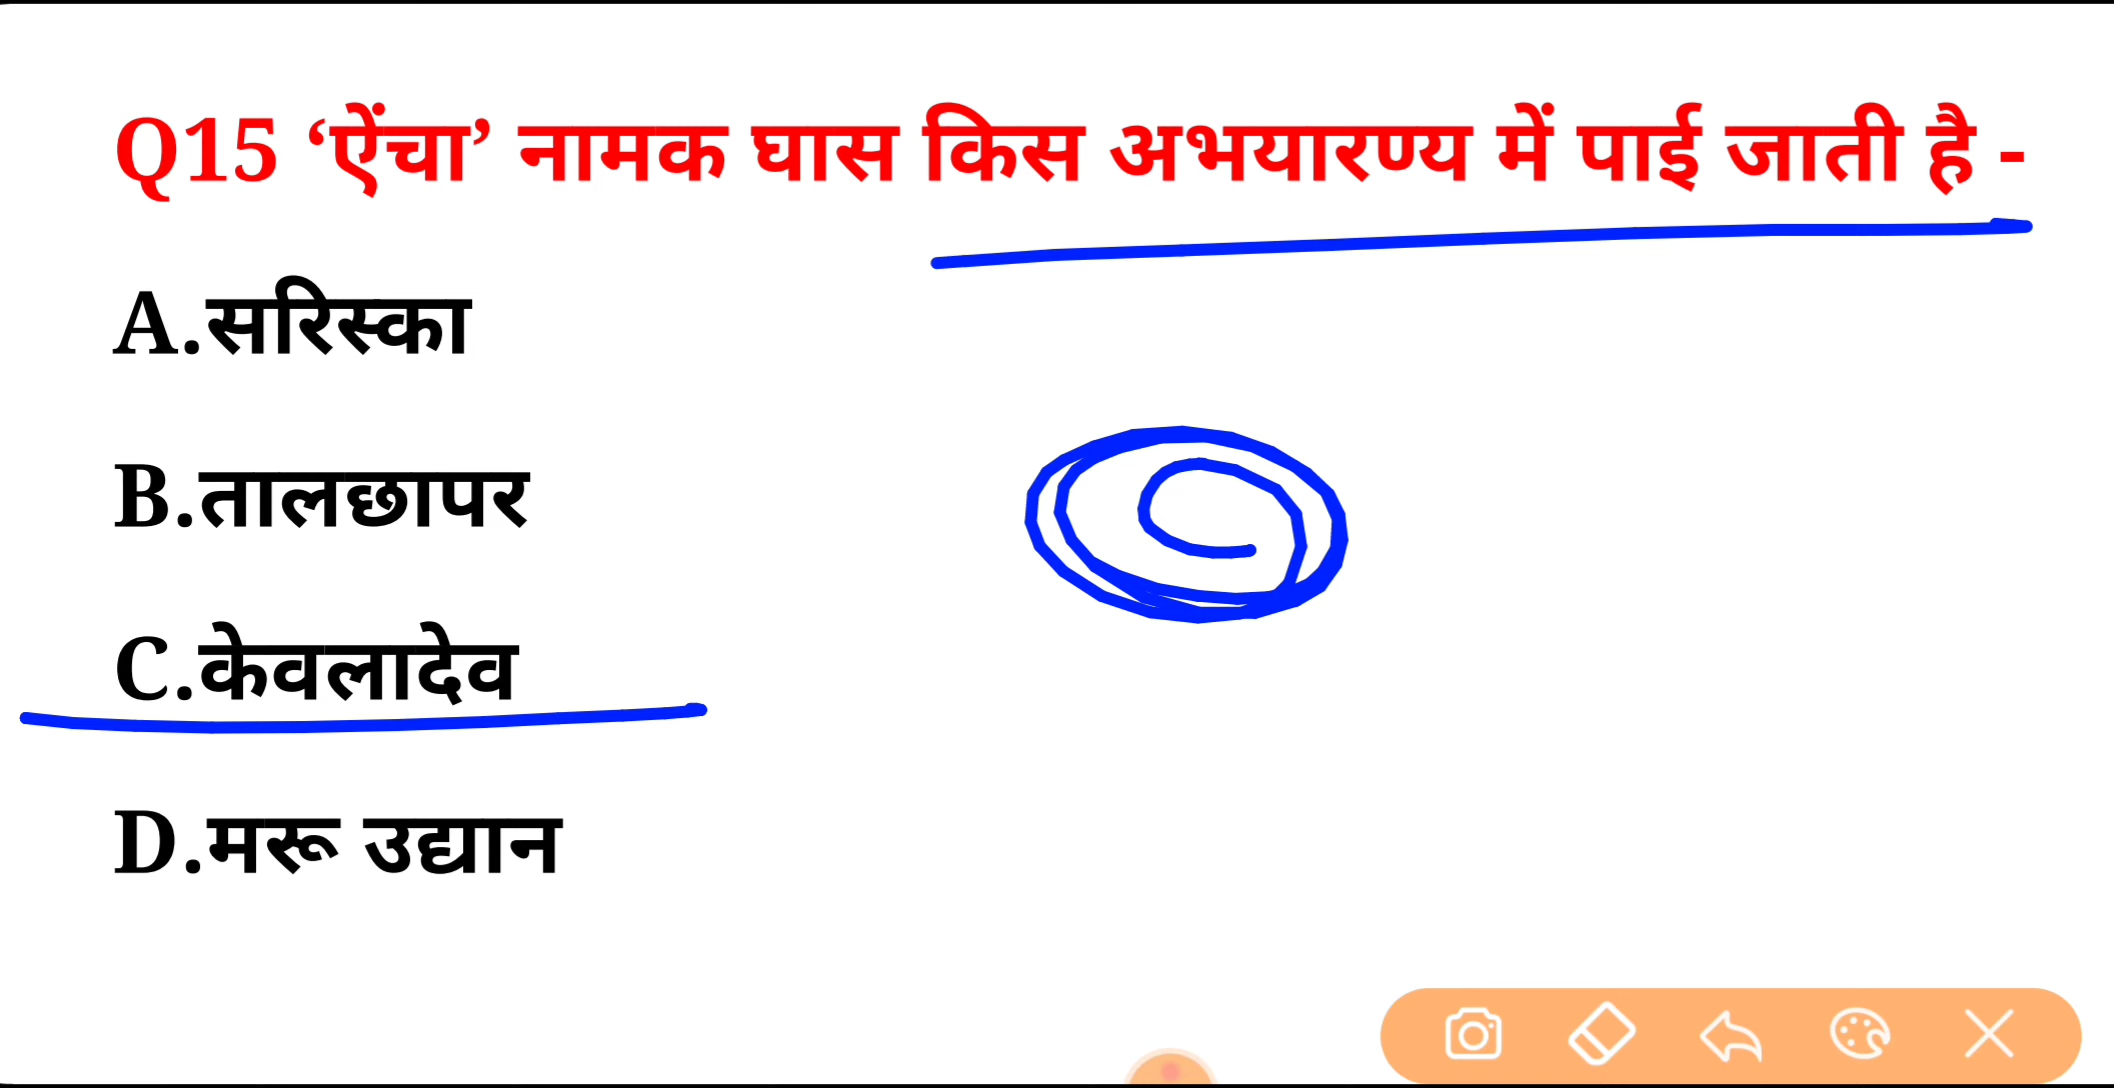 Q15 ‘ऐंचा’ नामक घास किस अभयारण्य में पाई जाती है -
A.सरिस्का
B.तालछापर
C.केवलादेव
D.मरू उद्यान